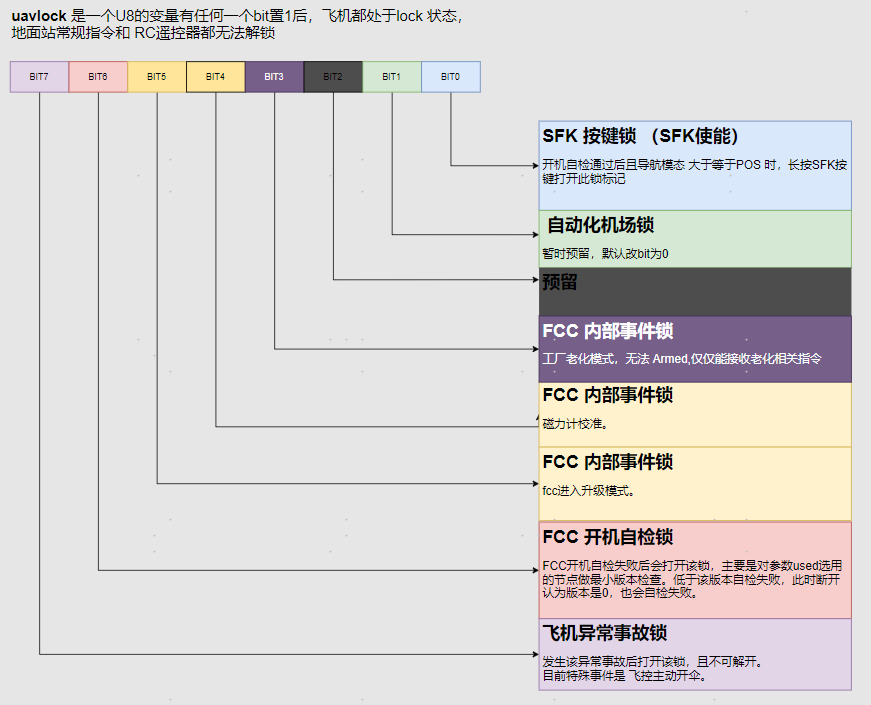 uavlock 是一个U8的变量有任何一个bit置1后，飞机都处于lock 状态，
地面站常规指令和 RC遥控器都无法解锁
BIT7 BIT6 BIT5 BIT4 BIT3 BIT2 BIT1 BIT0
SFK 按键锁 （SFK使能）
开机自检通过后且导航模态 大于等于POS 时，长按SFK按
键打开此锁标记
自动化机场锁
暂时预留，默认改bit为0
预留
FCC 内部事件锁
工厂老化模式，无法 Armed,仅仅能接收老化相关指令
FCC 内部事件锁
磁力计校准。
FCC 内部事件锁
fcc进入升级模式。
FCC 开机自检锁
FCC开机自检失败后会打开该锁，主要是对参数used选用
的节点做最小版本检查。低于该版本自检失败，此时断开
认为版本是0，也会自检失败。
飞机异常事故锁
发生该异常事故后打开该锁，且不可解开。
目前特殊事件是 飞控主动开伞。